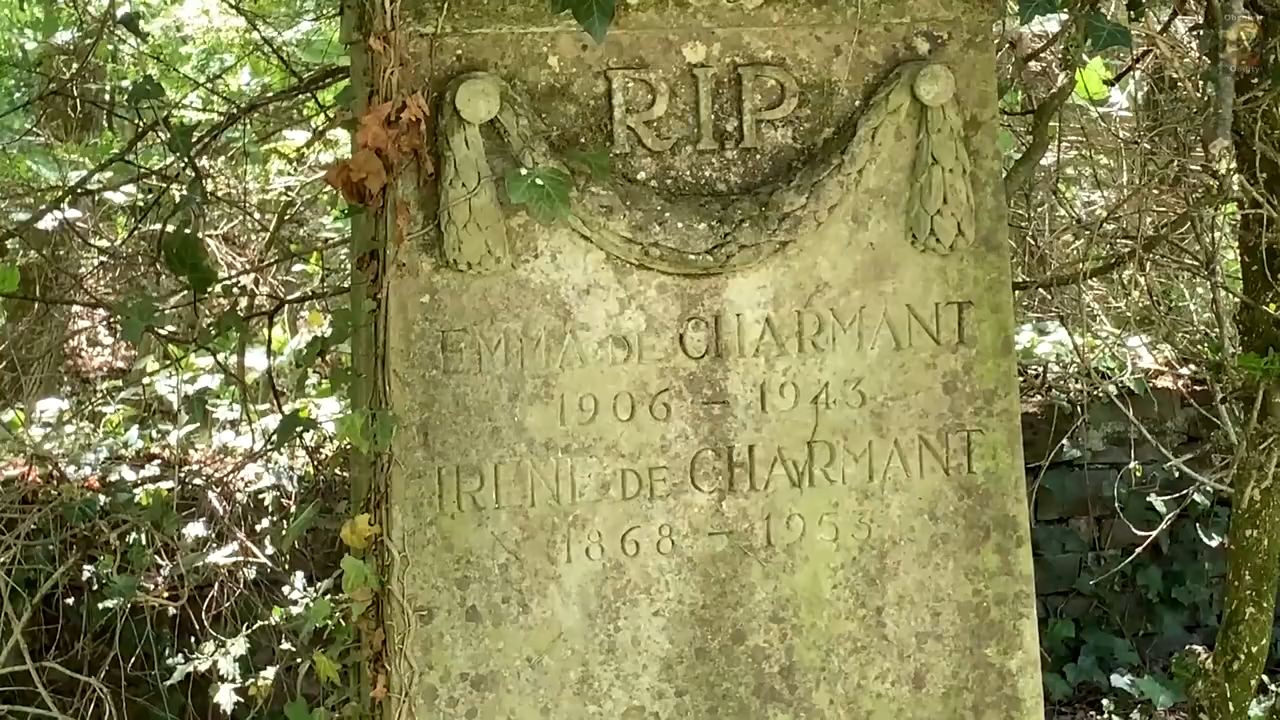 RIP
EMMA DE CHARMANT
1906 – 1943
IRENE DE CHARMANT
1868 – 1953